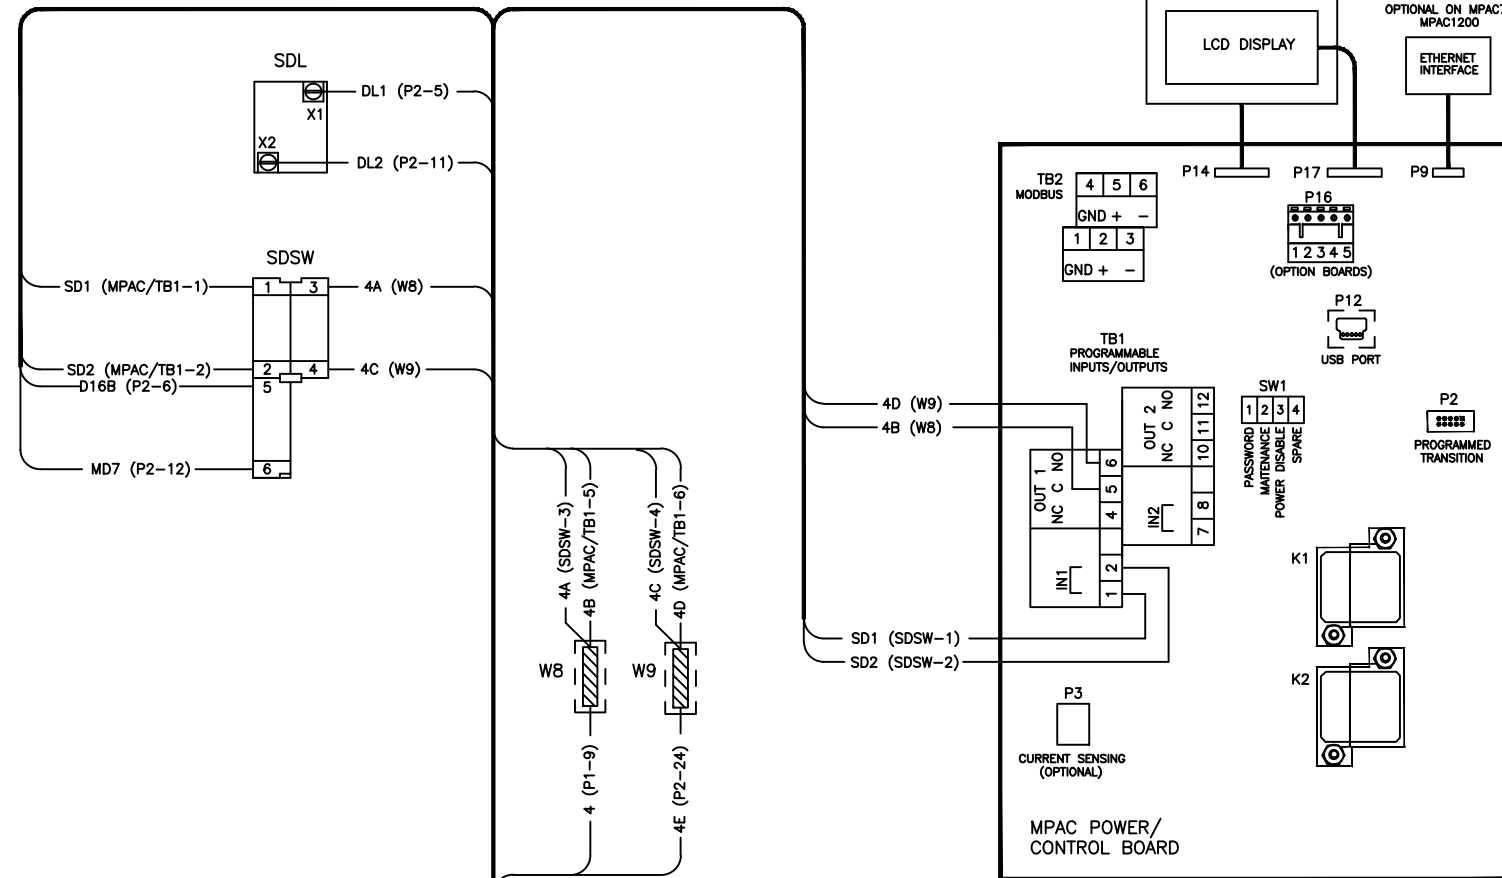 SDL
DL1 (P2-5)
X1
X2
DL2 (P2-11)
SDSW
SD1 (MPAC/TB1-1)
1
3
4A (W8)
SD2 (MPAC/TB1-2)
2
4
4C (W9)
D16B (P2-6)
5
MD7 (P2-12)
6
4A (SDSW-3)
4B (MPAC/TB1-5)
4C (SDSW-4)
4D (MPAC/TB1-6)
W8
W9
4 (P1-9)
4E (P2-24)
4D (W9)
4B (W8)
SD1 (SDSW-1)
SD2 (SDSW-2)
LCD DISPLAY
OPTIONAL ON MPAC
MPAC1200
ETHERNET
INTERFACE
P14
P17
P9
TB2
MODBUS
4 5 6
GND + -
1 2 3
GND + -
P16
1 2 3 4 5
(OPTION BOARDS)
P12
USB PORT
TB1
PROGRAMMABLE
INPUTS/OUTPUTS
OUT 2
NC C NO
10 11 12
IN2
7 8
OUT 1
NC C NO
4 5 6
IN1
1 2
SW1
1 2 3 4
PASSWORD
MAITENANCE
POWER DISABLE
SPARE
P2
PROGRAMMED
TRANSITION
K1
K2
P3
CURRENT SENSING
(OPTIONAL)
MPAC POWER/
CONTROL BOARD